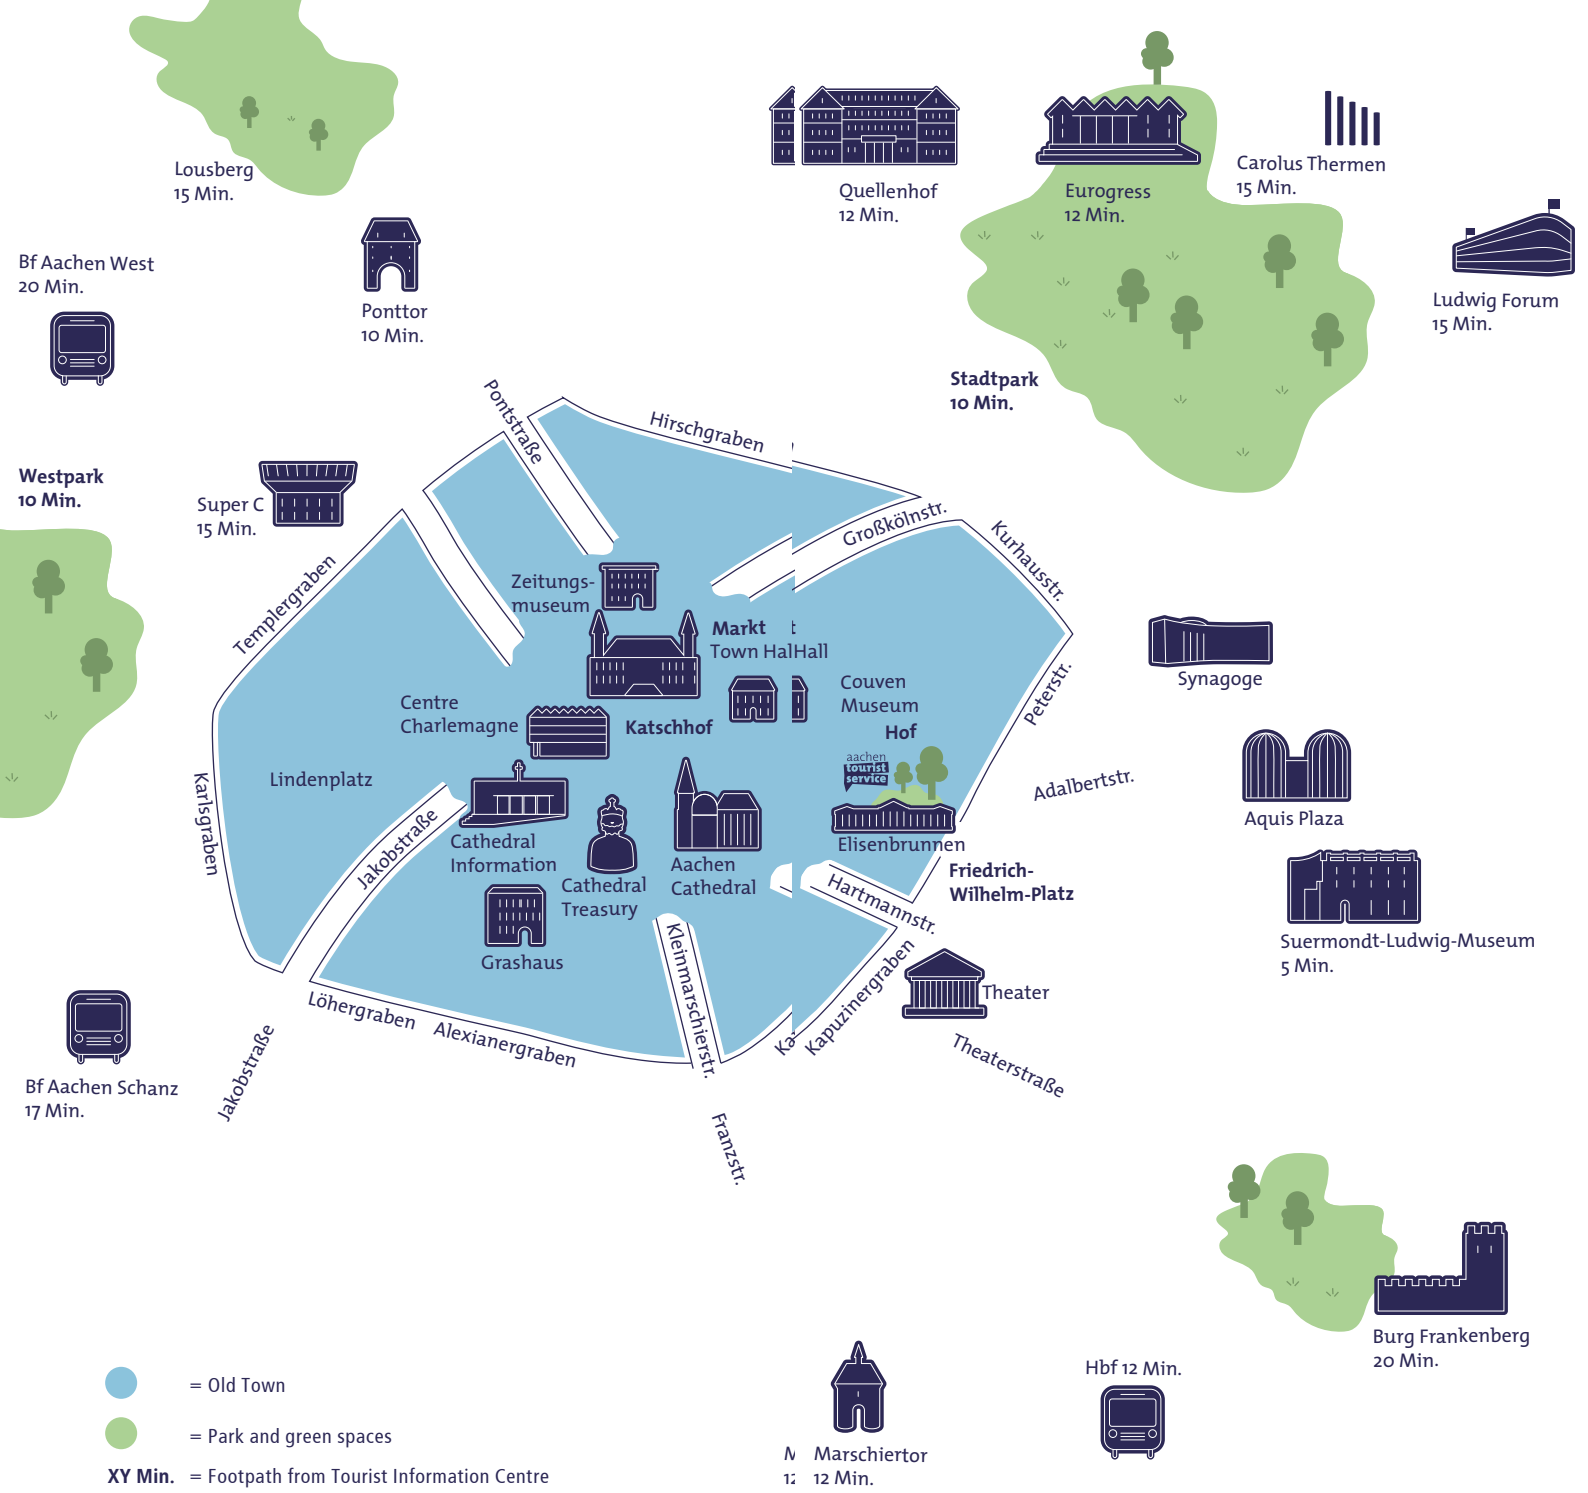 Lousberg
15 Min.
Quellenhof
12 Min.
Eurogress
12 Min.
Carolus Thermen
15 Min.
Bf Aachen West
20 Min.
Ponttor
10 Min.
Ludwig Forum
15 Min.
Stadtpark
10 Min.
Pontstraße
Hirschgraben
Westpark
10 Min.
Super C
15 Min.
Großkölnstr.
Kurhausstr.
Templergraben
Zeitungs-
museum
Markt t
Town HalHall
Synagoge
Peterstr.
Couven
Museum
Centre
Charlemagne
Katschhof
Hof
aachen
tourist
service
Lindenplatz
Karlsgraben
Adalbertstr.
Aquis Plaza
Jakobstraße
Cathedral
Information
Elisenbrunnen
Aachen
Cathedral
Cathedral
Treasury
Friedrich-
Wilhelm-Platz
Hartmannstr.
Grashaus
Kleinmarschierstr.
Suermondt-Ludwig-Museum
5 Min.
Theater
Löhergraben
Alexianergraben
Ka
Kapuzinergraben
Theaterstraße
Jakobstraße
Bf Aachen Schanz
17 Min.
Franzstr.
Burg Frankenberg
20 Min.
Hbf 12 Min.
= Old Town
= Park and green spaces
M Marschiertor
12 12 Min.
XY Min. = Footpath from Tourist Information Centre